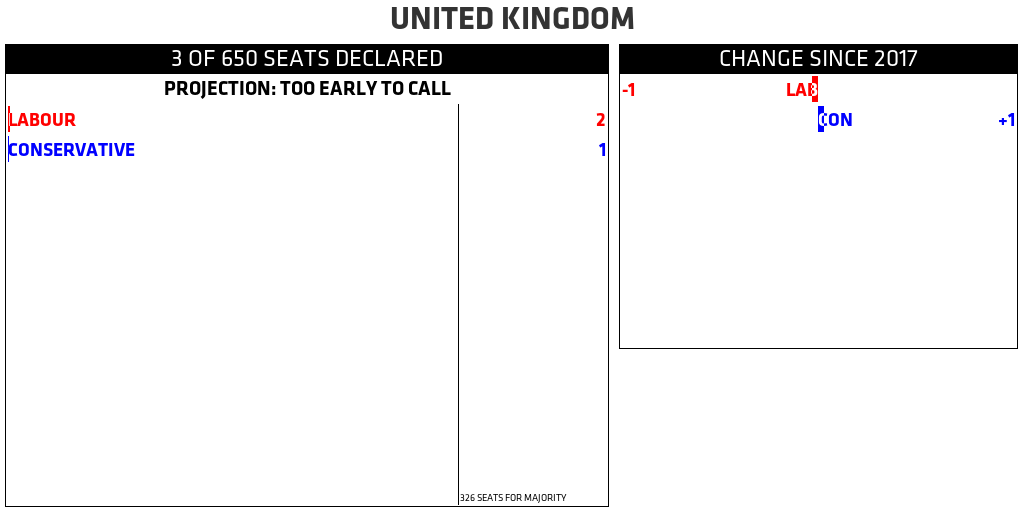 UNITED KINGDOM
3 OF 650 SEATS DECLARED
PROJECTION: TOO EARLY TO CALL
LABOUR 2
CONSERVATIVE 1
326 SEATS FOR MAJORITY
CHANGE SINCE 2017
-1 LAB
CON +1